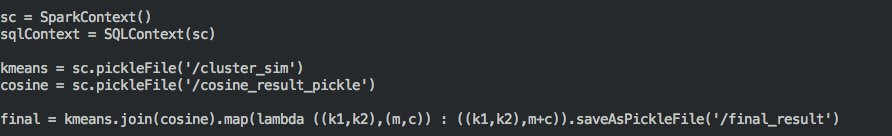 sc = SparkContext()
sqlContext = SQLContext(sc)
kmeans = sc.pickleFile('/cluster_sim')
cosine = sc.pickleFile('/cosine_result_pickle')
final = kmeans.join(cosine).map(lambda ((k1,k2),(m,c)) : ((k1,k2),m+c)).saveAsPickleFile('/final_result')